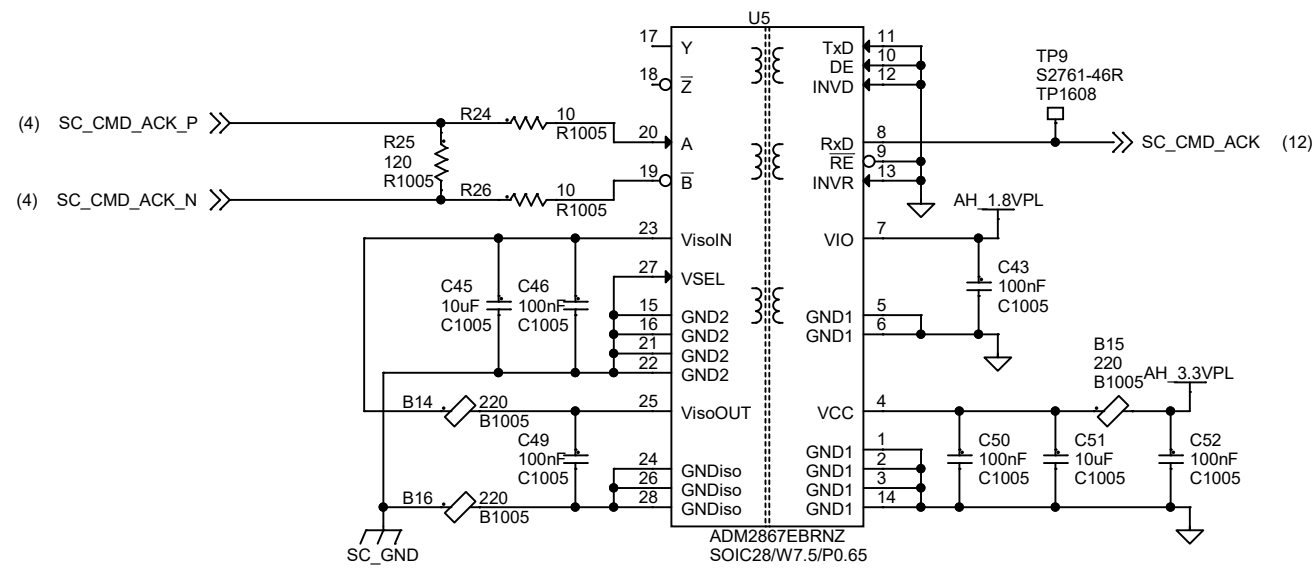 U5
17 Y TxD 11
DE 10
18 Z INVD 12
TP9
S2761-46R
TP1608
(4) SC_CMD_ACK_P R24 10
R1005
20 A RxD 8 SC_CMD_ACK (12)
R25
120
R1005
RE 9
19 B INVR 13
(4) SC_CMD_ACK_N R26 10
R1005
AH_1.8VPL
23 VisoIN VIO 7
27 VSEL
C45
10uF
C1005
C46
100nF
C1005
C43
100nF
C1005
15 GND2 GND1 5
16 GND2 GND1 6
21 GND2
22 GND2
B15
220
B1005
AH_3.3VPL
B14 220
B1005
25 VisoOUT VCC 4
C49
100nF
C1005
GND1 1
24 GNDiso GND1 2
26 GNDiso GND1 3
28 GNDiso GND1 14
C50
100nF
C1005
C51
10uF
C1005
C52
100nF
C1005
B16 220
B1005
SC_GND
ADM2867EBRNZ
SOIC28/W7.5/P0.65